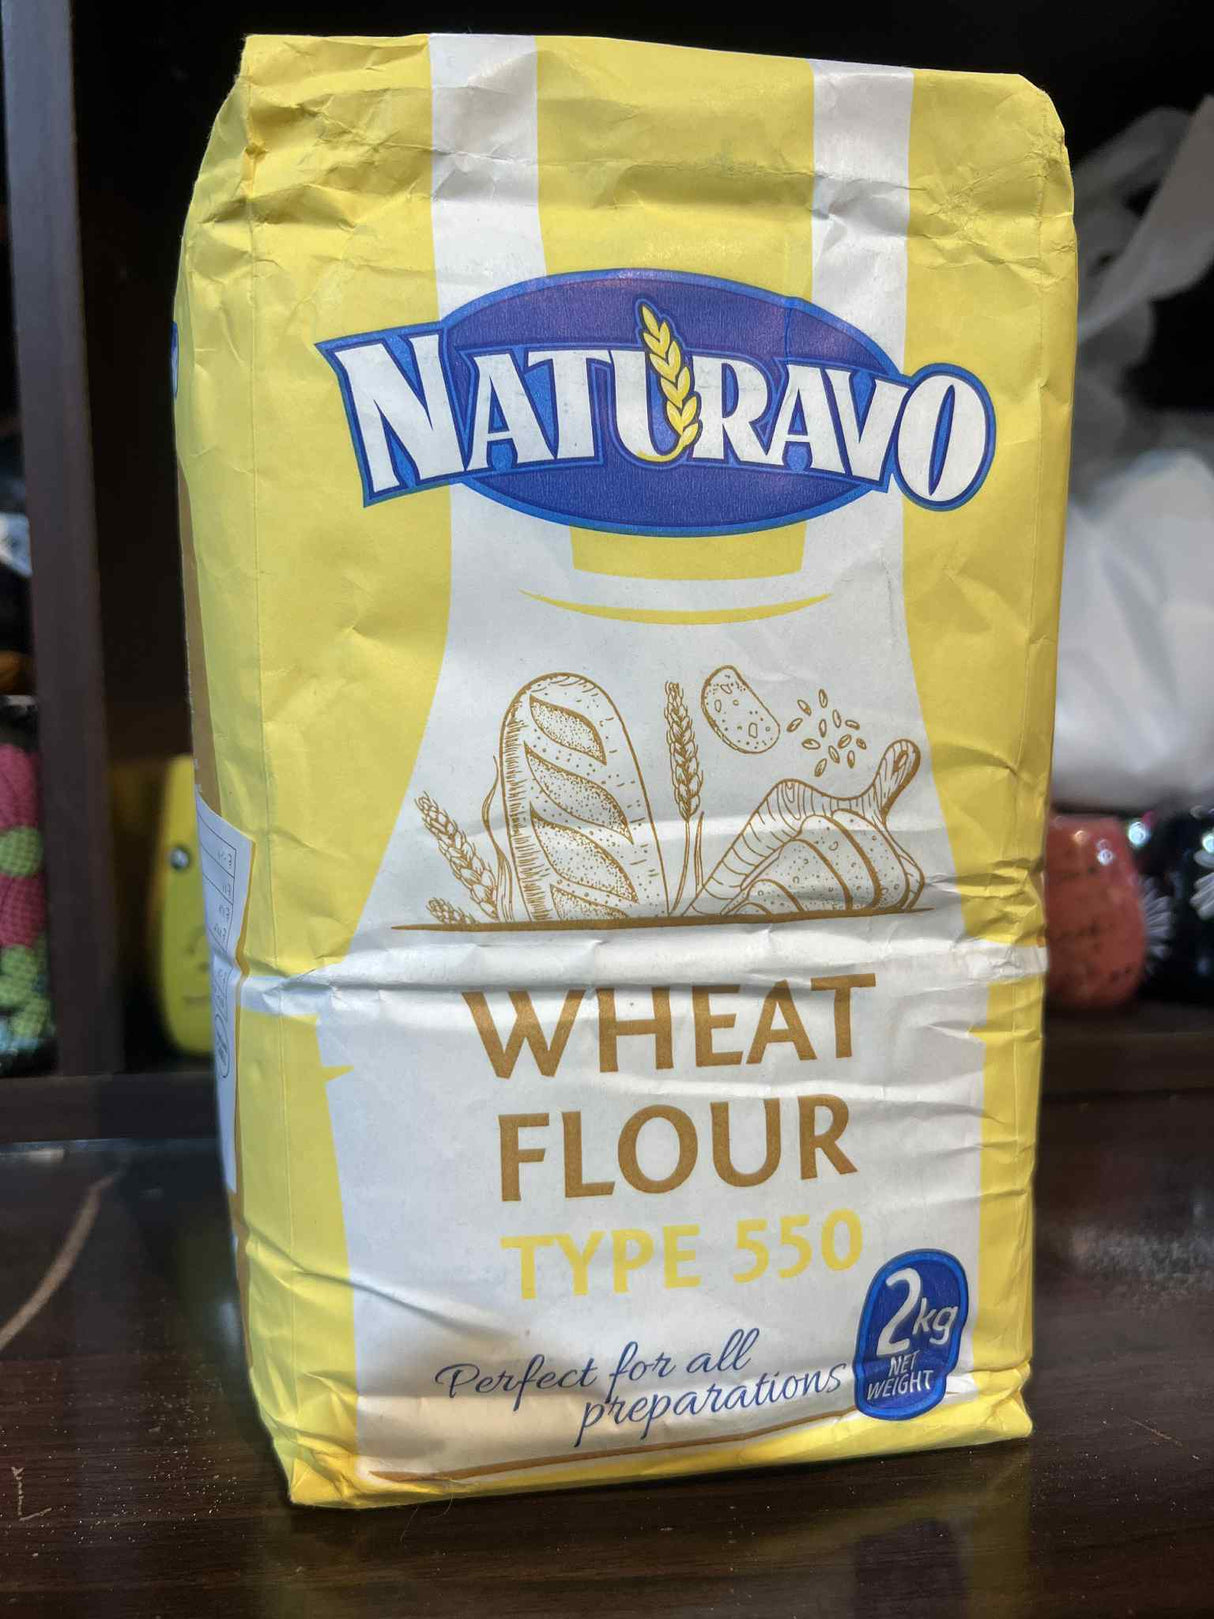 NATURAVO
WHEAT
FLOUR
TYPE 550
Perfect for all
preparations
2kg
NET
WEIGHT